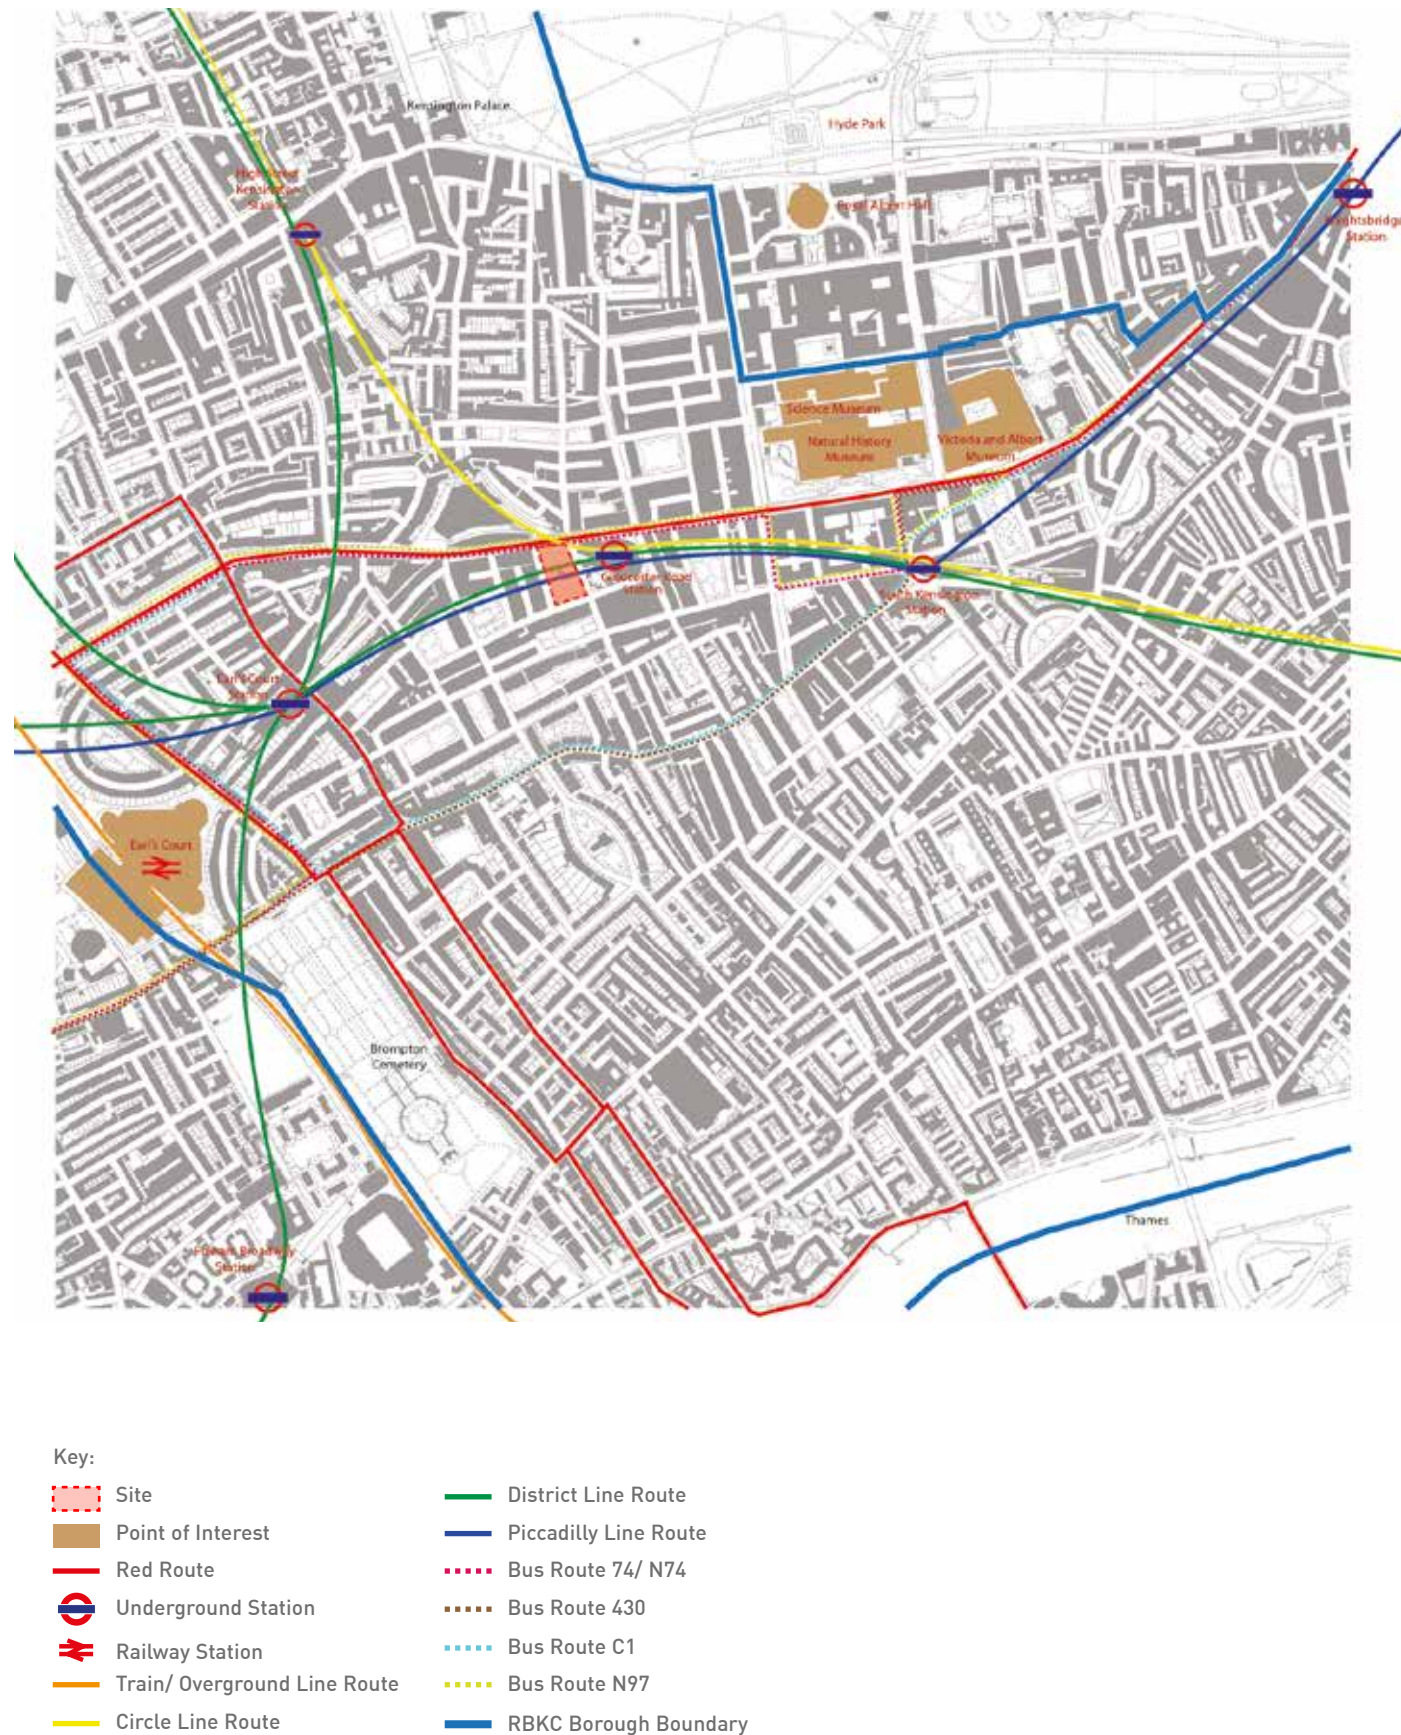 Kensington Palace
Hyde Park
High Street
Kensington
Station
Royal Albert Hall
Station
Science Museum
Natural History
Museum
Victoria and Albert
Museum
Gloucester Road
Station
South Kensington
Station
Earl's Court
Station
Earl's Court
Brompton
Cemetery
Thames
Fulham Broadway
Station
Key:
Site
Point of Interest
Red Route
Underground Station
Railway Station
Train/ Overground Line Route
Circle Line Route
District Line Route
Piccadilly Line Route
Bus Route 74/ N74
Bus Route 430
Bus Route C1
Bus Route N97
RBKC Borough Boundary